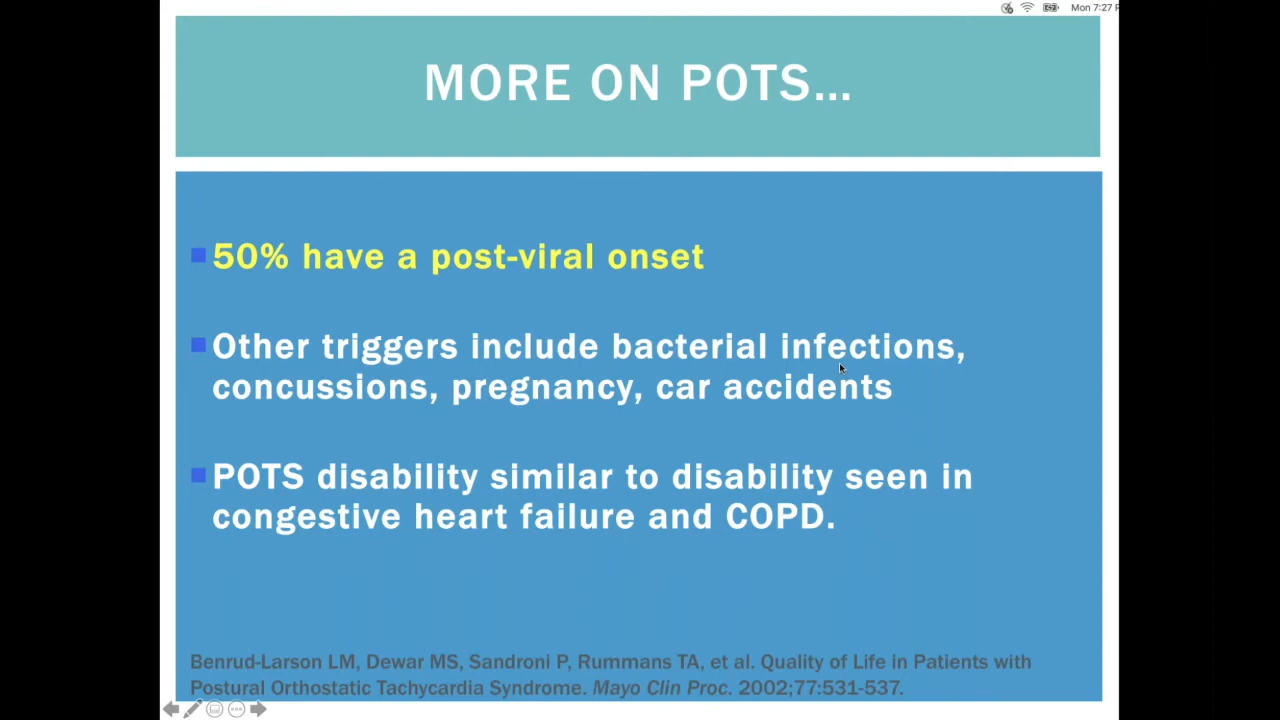 Mon 7:27 P
MORE ON POTS...
50% have a post-viral onset
Other triggers include bacterial infections,
concussions, pregnancy, car accidents
POTS disability similar to disability seen in
congestive heart failure and COPD.
Benrud-Larson LM, Dewar MS, Sandroni P, Rummans TA, et al. Quality of Life in Patients with
Postural Orthostatic Tachycardia Syndrome. Mayo Clin Proc. 2002;77:531-537.